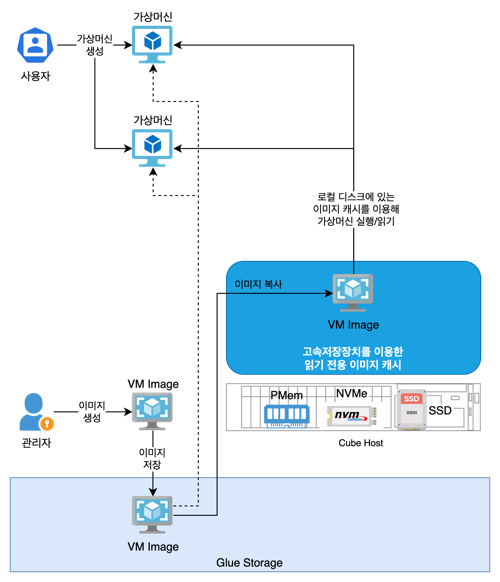 가상머신
가상머신
생성
사용자
가상머신
로컬 디스크에 있는
이미지 캐시를 이용해
가상머신 실행/읽기
이미지 복사
VM Image
고속저장장치를 이용한
읽기 전용 이미지 캐시
VM Image
이미지
생성
관리자
PMem
NVMe
nvm
EXPRESS
SSD
SSD
Cube Host
이미지
저장
VM Image
Glue Storage